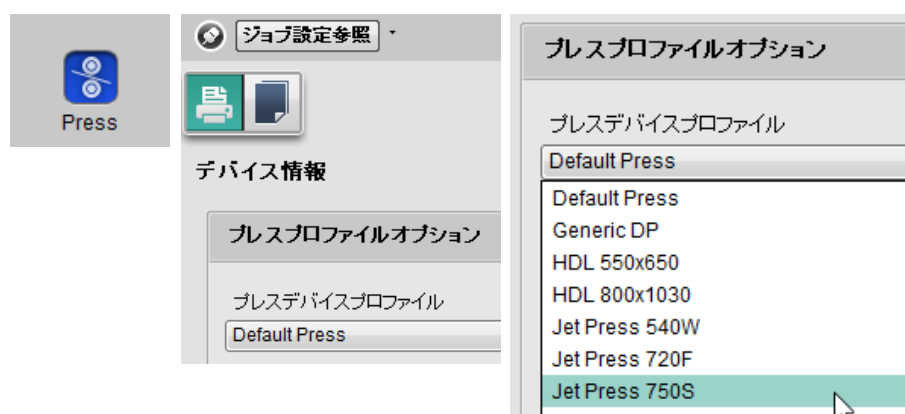 Press
ジョブ設定参照
デバイス情報
プレスプロファイルオプション
プレスデバイスプロファイル
Default Press
プレスプロファイルオプション
プレスデバイスプロファイル
Default Press
Default Press
Generic DP
HDL 550x650
HDL 800x1030
Jet Press 540W
Jet Press 720F
Jet Press 750S